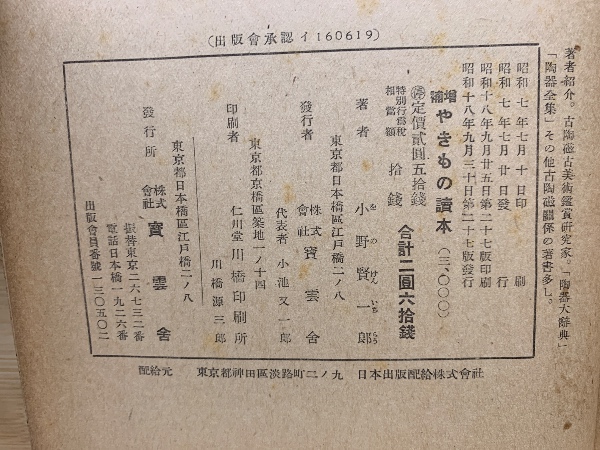 (出版會承認イ160619)
著者紹介。古陶磁古美術鑑賞研究家。「陶器大辭典」
「陶器全集」その他古陶磁關係の著書多し。
昭和七年七月十日印刷
昭和七年七月廿日發行
昭和十八年九月廿五日第二十七版印刷
昭和十八年九月三十日第二十七版發行
增補 やきもの讀本 (三、〇〇〇)
㊞定價貳圓五拾錢
特別行爲税相當額 拾錢 合計二圓六拾錢
著者 小野賢一郎
をのけんいちらう
東京都日本橋區江戸橋二ノ八
發行者 株式會社 寶雲舍
代表者 小池又一郎
東京都京橋區築地一ノ十四
印刷者 仁川堂川橋印刷所
川橋源三郎
東京都日本橋區江戸橋二ノ八
發行所 株式會社 寶雲舍
振替東京二六七三二番
電話日本橋一九二六番
出版會員番號一三〇五〇二
配給元 東京都神田區淡路町二ノ九 日本出版配給株式會社